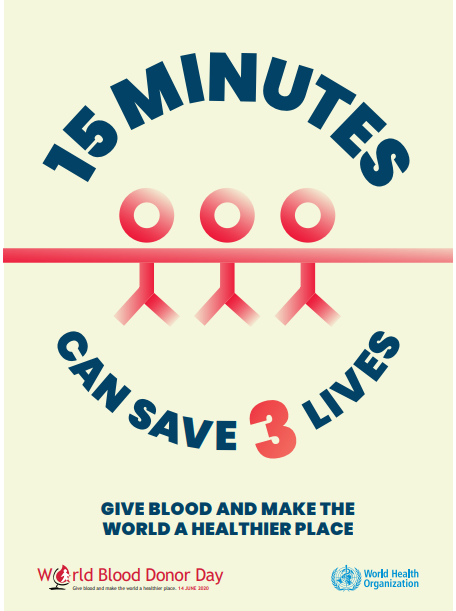 15 MINUTES
CAN SAVE 3 LIVES
GIVE BLOOD AND MAKE THE
WORLD A HEALTHIER PLACE
World Blood Donor Day
Give blood and make the world a healthier place. 14 JUNE 2020
World Health
Organization